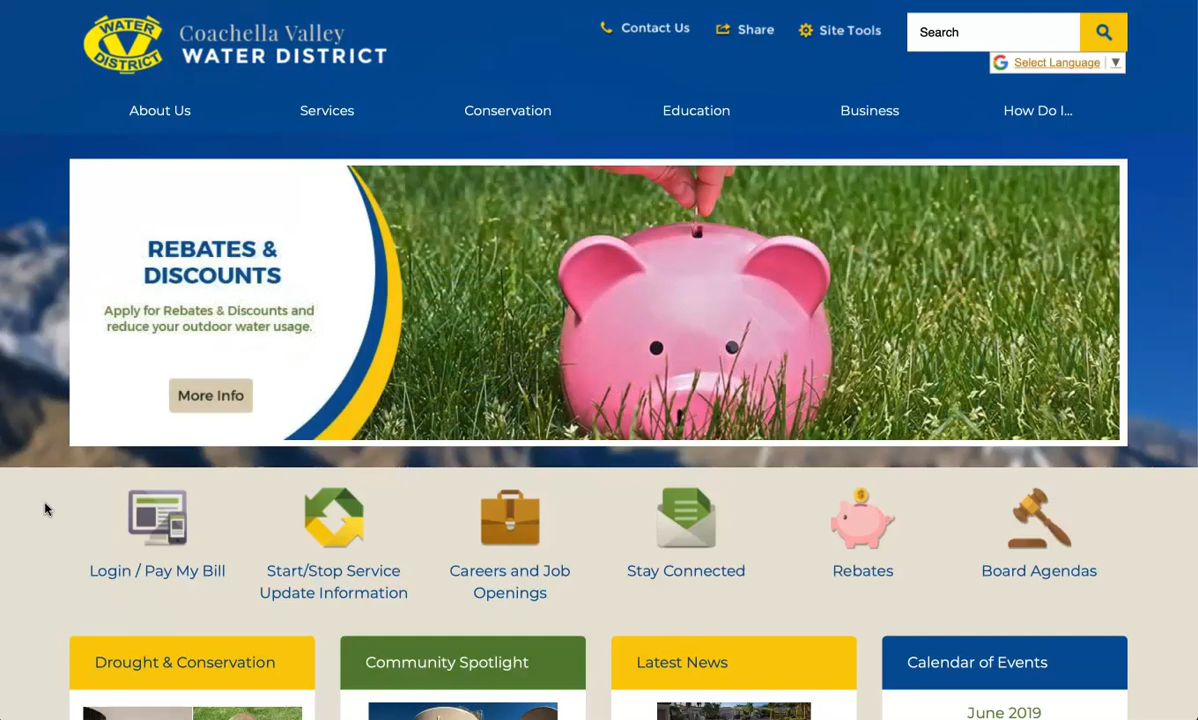 WATER
DISTRICT
Coachella Valley
WATER DISTRICT
Contact Us
Share
Site Tools
Search
Select Language ▼
About Us
Services
Conservation
Education
Business
How Do I...
REBATES &
DISCOUNTS
Apply for Rebates & Discounts and
reduce your outdoor water usage.
More Info
Login / Pay My Bill
Start/Stop Service
Update Information
Careers and Job
Openings
Stay Connected
Rebates
Board Agendas
Drought & Conservation
Community Spotlight
Latest News
Calendar of Events
June 2019